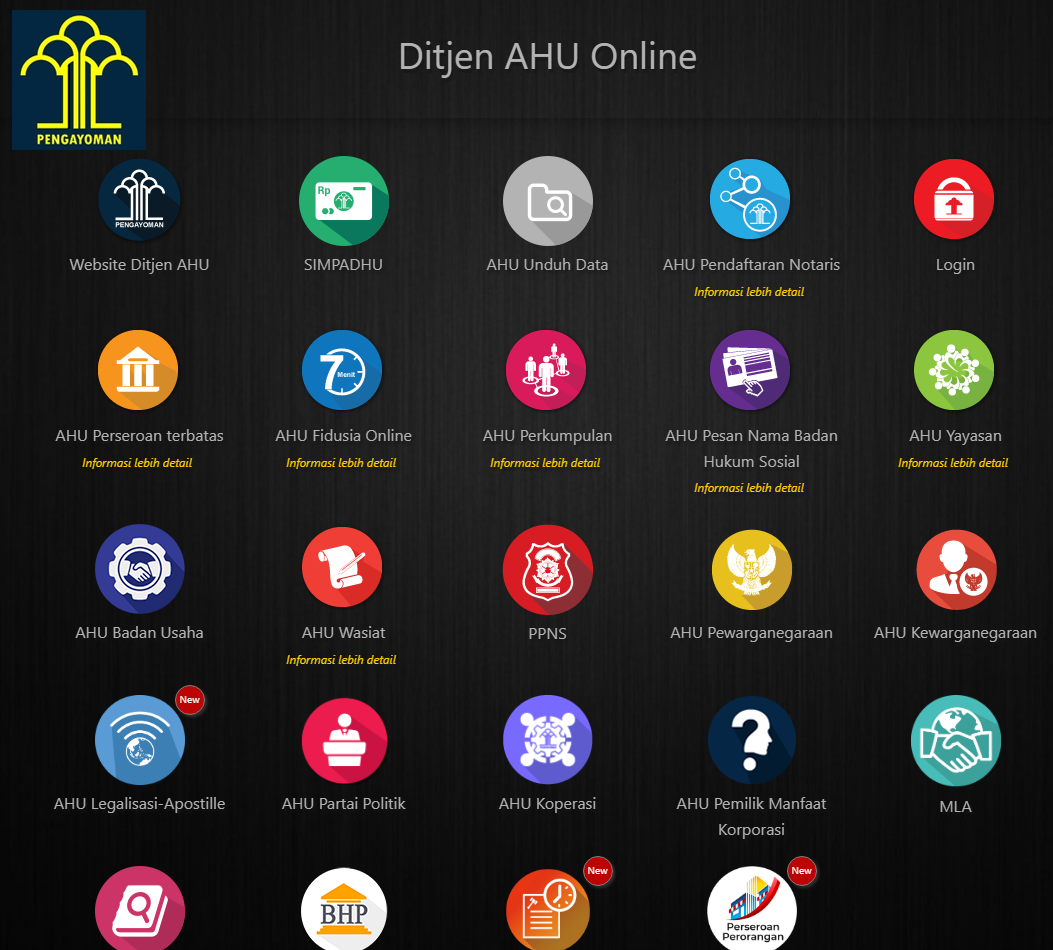 PENGAYOMAN
Ditjen AHU Online
PENGAYOMAN
Rp
Website Ditjen AHU
SIMPADHU
AHU Unduh Data
AHU Pendaftaran Notaris
Login
Informasi lebih detail
7 Menit
AHU Perseroan terbatas
AHU Fidusia Online
AHU Perkumpulan
AHU Pesan Nama Badan
Hukum Sosial
AHU Yayasan
Informasi lebih detail
Informasi lebih detail
Informasi lebih detail
Informasi lebih detail
Informasi lebih detail
AHU Badan Usaha
AHU Wasiat
PPNS
AHU Pewarganegaraan
AHU Kewarganegaraan
Informasi lebih detail
New
AHU Legalisasi-Apostille
AHU Partai Politik
AHU Koperasi
AHU Pemilik Manfaat
Korporasi
MLA
BHP
New
New
Perseroan
Perorangan